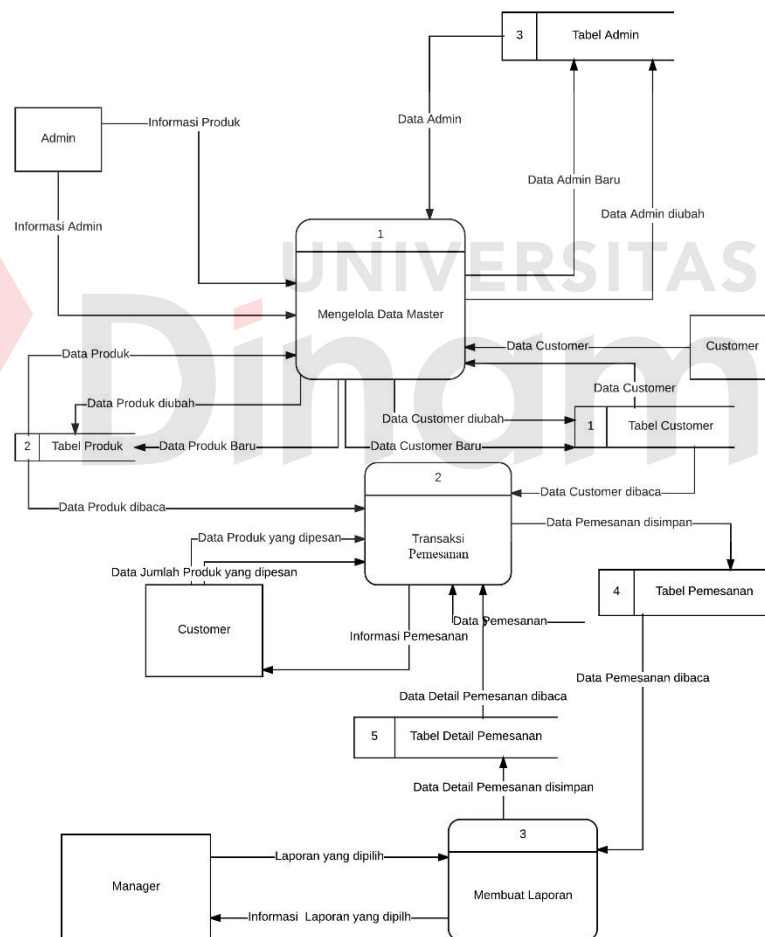 3 Tabel Admin
Admin
Informasi Produk
Data Admin
Data Admin Baru
Informasi Admin
Data Admin diubah
1
UNIVERSITAS
Dinam
Mengelola Data Master
Data Customer
Customer
Data Produk
Data Customer
Data Produk diubah
Data Customer diubah
1 Tabel Customer
2 Tabel Produk
Data Produk Baru
Data Customer Baru
2
Data Customer dibaca
Data Produk dibaca
Data Pemesanan disimpan
Data Produk yang dipesan
Transaksi
Pemesanan
Data Jumlah Produk yang dipesan
4 Tabel Pemesanan
Customer
Data Pemesanan
Informasi Pemesanan
Data Pemesanan dibaca
Data Detail Pemesanan dibaca
5 Tabel Detail Pemesanan
Data Detail Pemesanan disimpan
3
Laporan yang dipilih
Manager
Membuat Laporan
Informasi Laporan yang dipilh